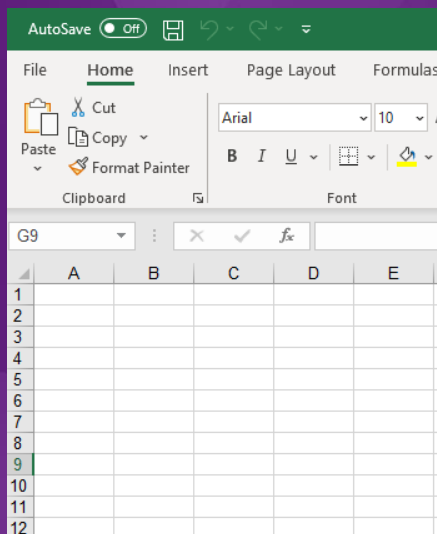 AutoSave Off
File Home Insert Page Layout Formulas
Cut
Copy
Paste
Format Painter
Clipboard
Font
Arial 10
B I U
G9 fx
A B C D E
1
2
3
4
5
6
7
8
9
10
11
12